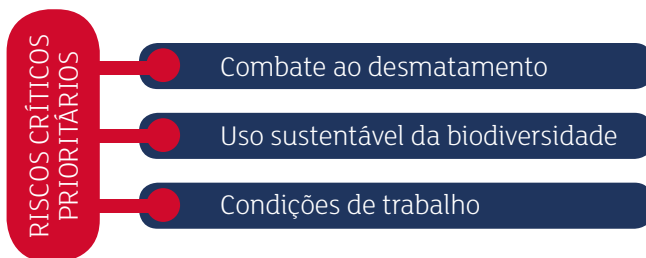 RISCOS CRÍTICOS
PRIORITÁRIOS
Combate ao desmatamento
Uso sustentável da biodiversidade
Condições de trabalho